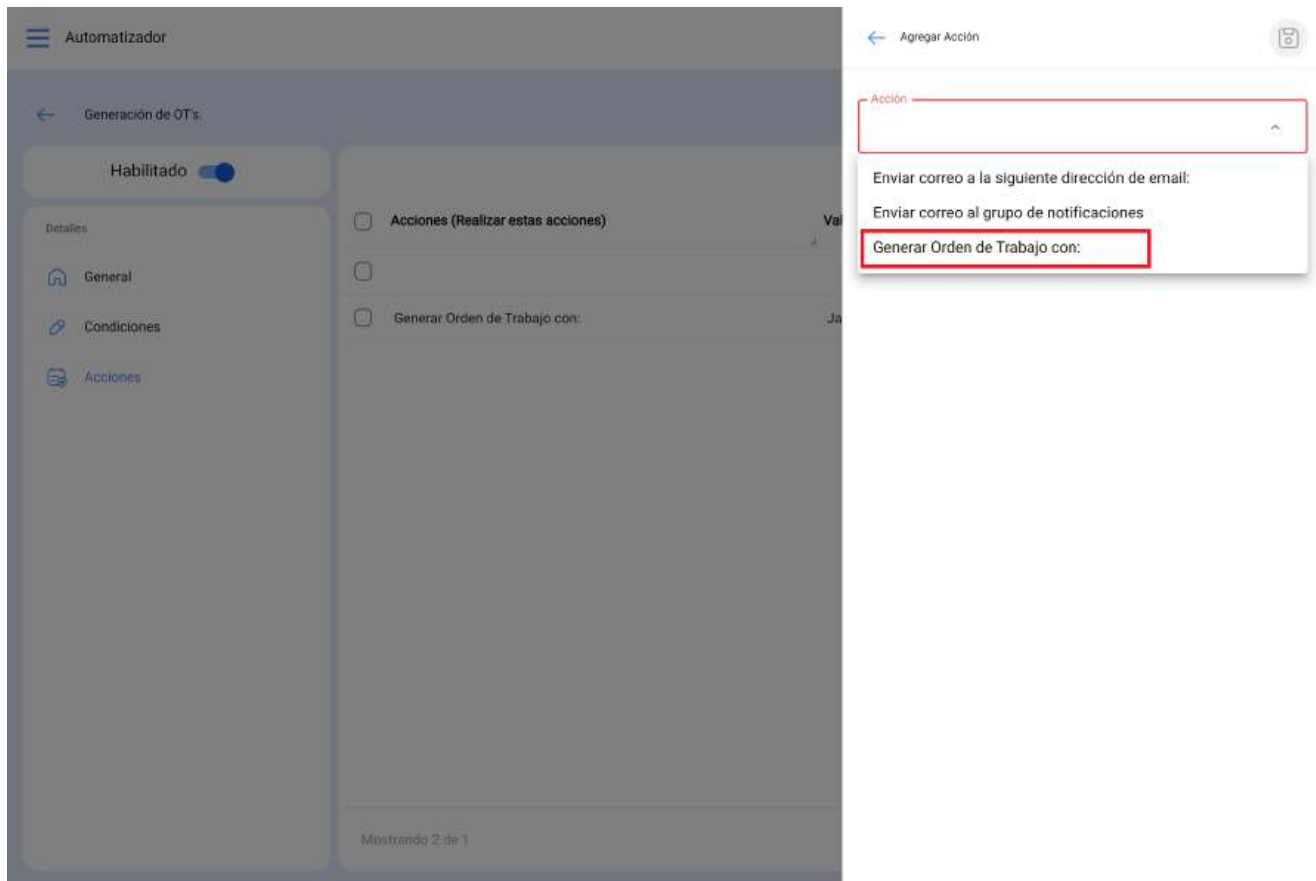 Automatizador
Agregar Acción
Generación de OT's.
Acción
Habilitado
Enviar correo a la siguiente dirección de email:
Enviar correo al grupo de notificaciones
Generar Orden de Trabajo con:
Detalles
Acciones (Realizar estas acciones)
Val
General
Condiciones
Generar Orden de Trabajo con:
Ja
Acciones
Mostrando 2 de 1